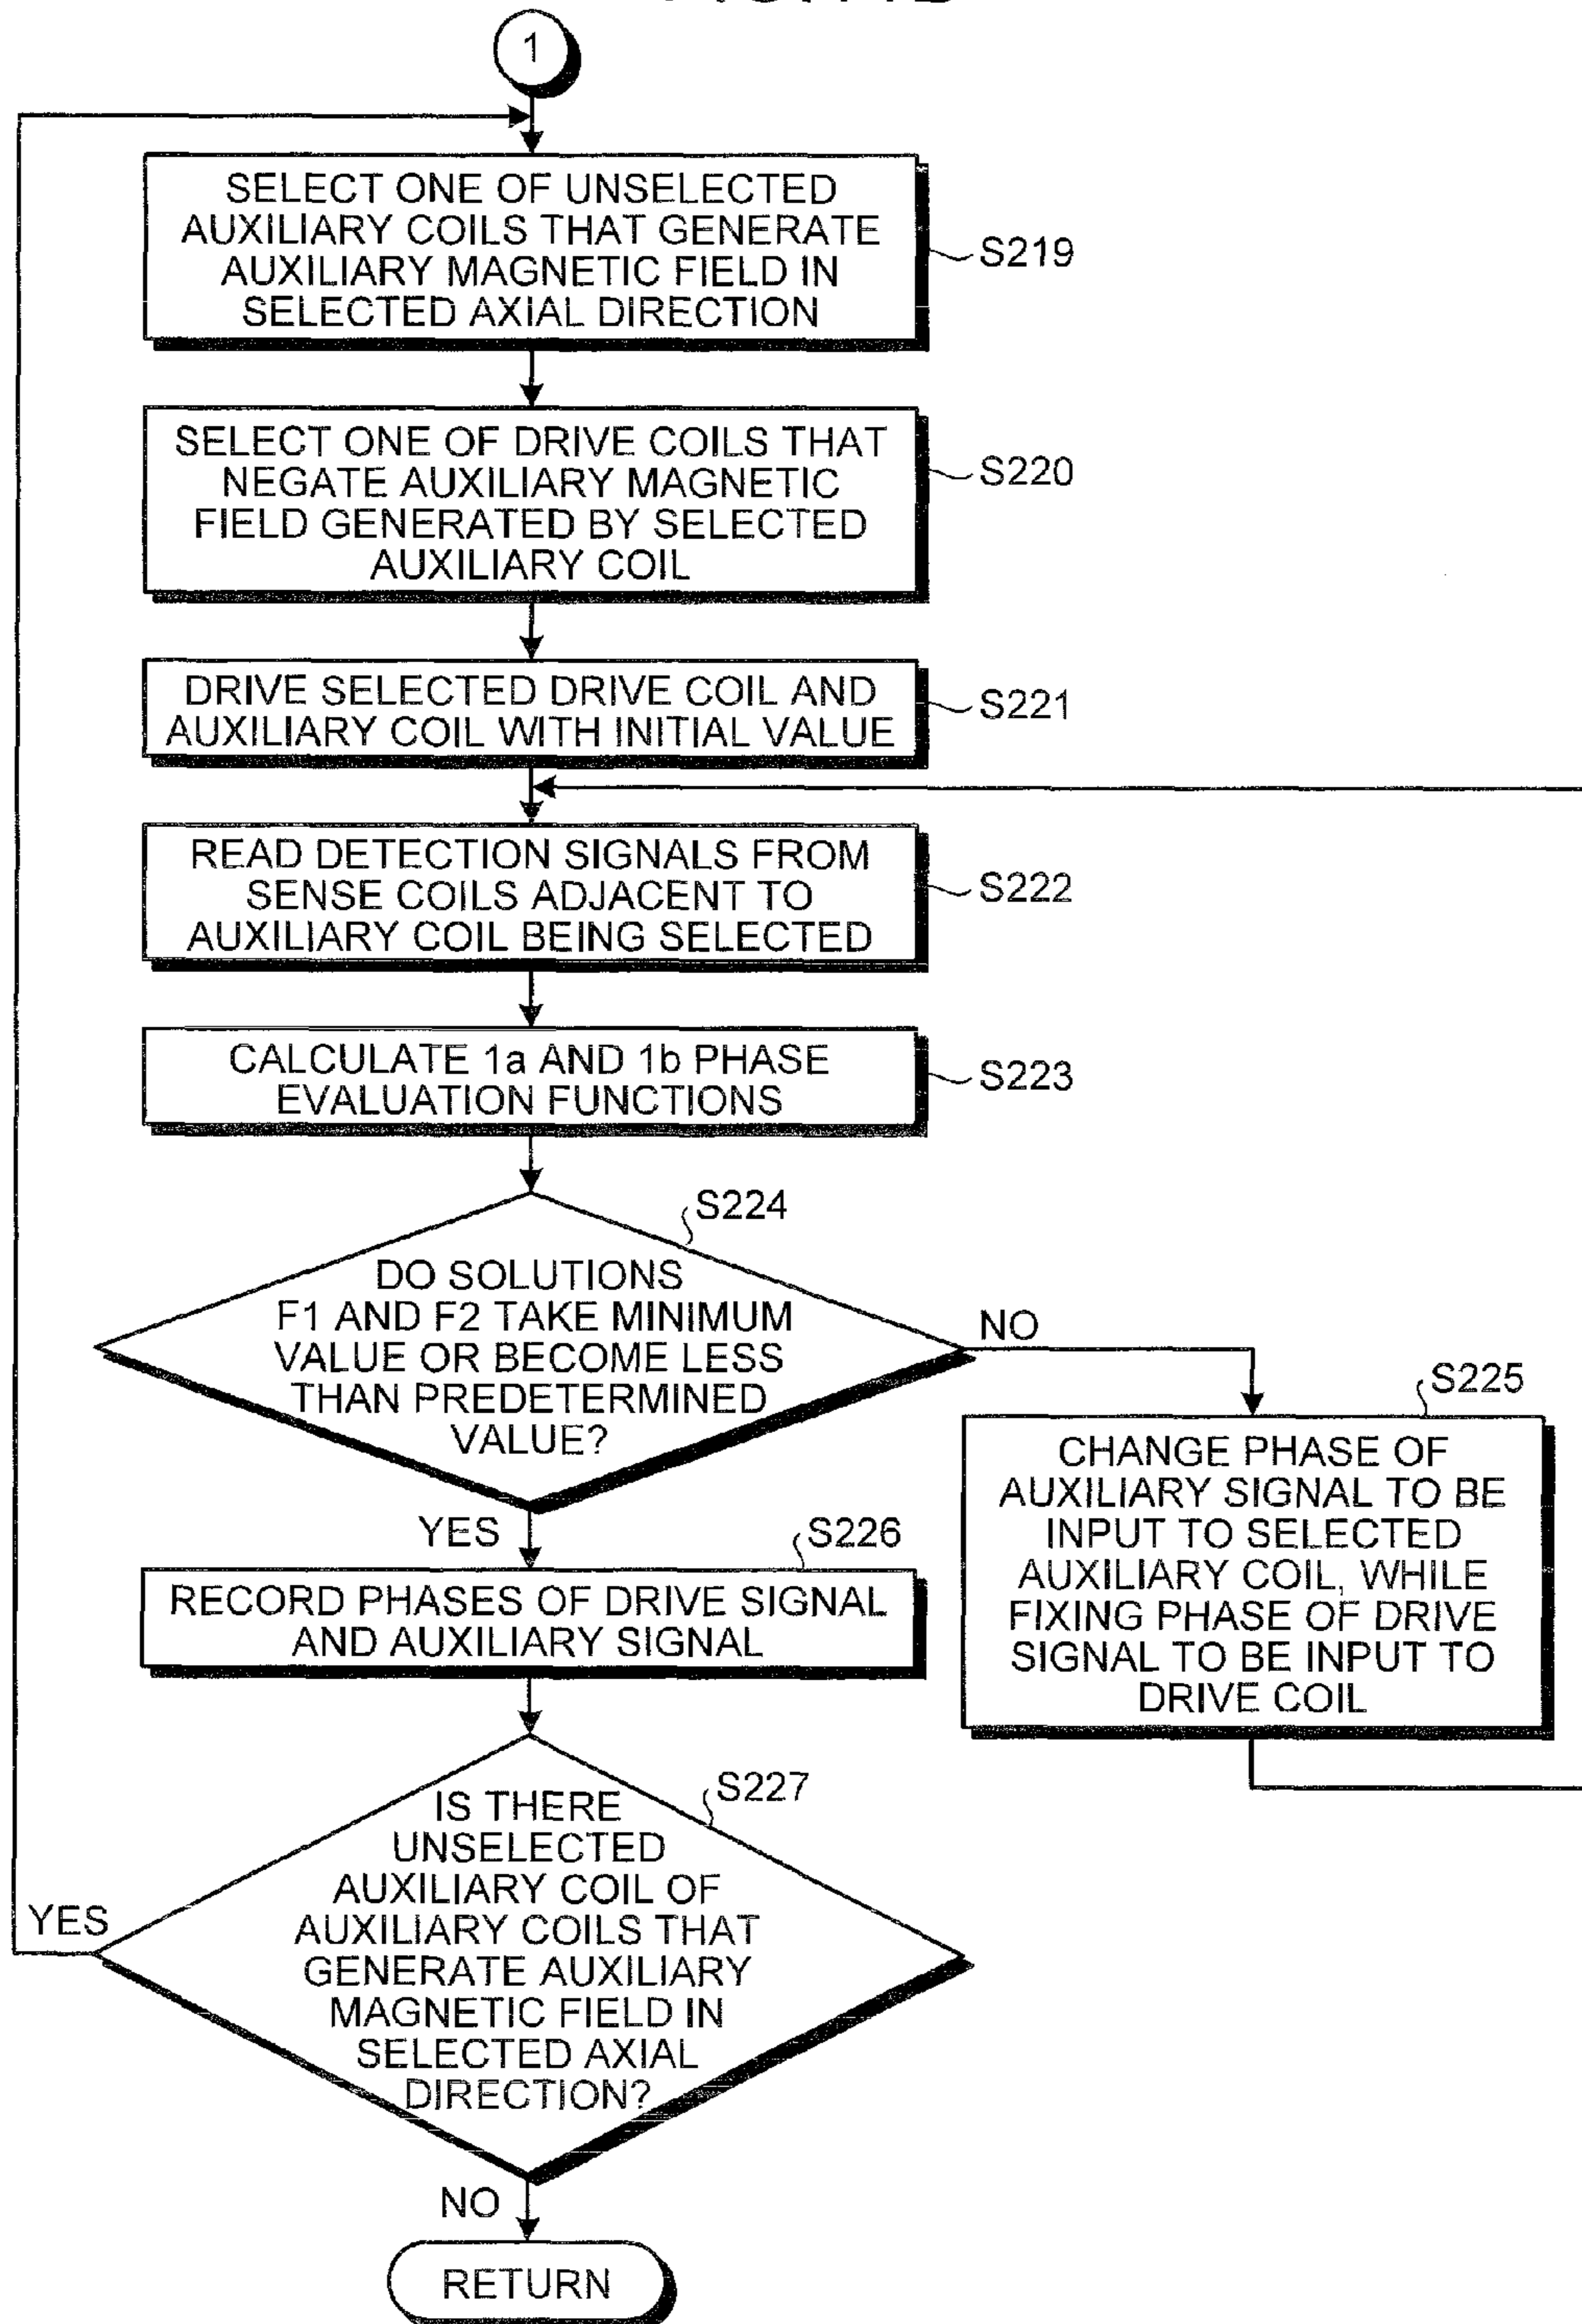 1
SELECT ONE OF UNSELECTED
AUXILIARY COILS THAT GENERATE
AUXILIARY MAGNETIC FIELD IN
SELECTED AXIAL DIRECTION
S219
SELECT ONE OF DRIVE COILS THAT
NEGATE AUXILIARY MAGNETIC
FIELD GENERATED BY SELECTED
AUXILIARY COIL
S220
DRIVE SELECTED DRIVE COIL AND
AUXILIARY COIL WITH INITIAL VALUE
S221
READ DETECTION SIGNALS FROM
SENSE COILS ADJACENT TO
AUXILIARY COIL BEING SELECTED
S222
CALCULATE 1a AND 1b PHASE
EVALUATION FUNCTIONS
S223
S224
DO SOLUTIONS
F1 AND F2 TAKE MINIMUM
VALUE OR BECOME LESS
THAN PREDETERMINED
VALUE?
NO
S225
CHANGE PHASE OF
AUXILIARY SIGNAL TO BE
INPUT TO SELECTED
AUXILIARY COIL, WHILE
FIXING PHASE OF DRIVE
SIGNAL TO BE INPUT TO
DRIVE COIL
YES
S226
RECORD PHASES OF DRIVE SIGNAL
AND AUXILIARY SIGNAL
S227
IS THERE
UNSELECTED
AUXILIARY COIL OF
AUXILIARY COILS THAT
GENERATE AUXILIARY
MAGNETIC FIELD IN
SELECTED AXIAL
DIRECTION?
YES
NO
RETURN